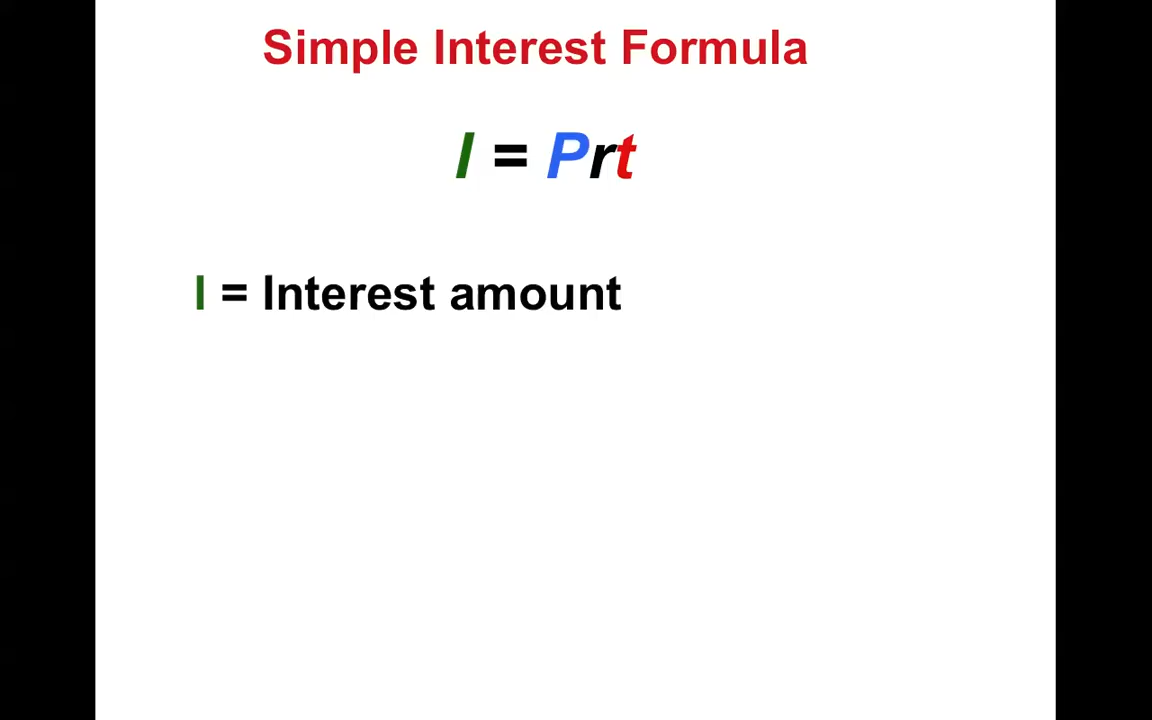 Simple Interest Formula
I = Prt
I = Interest amount